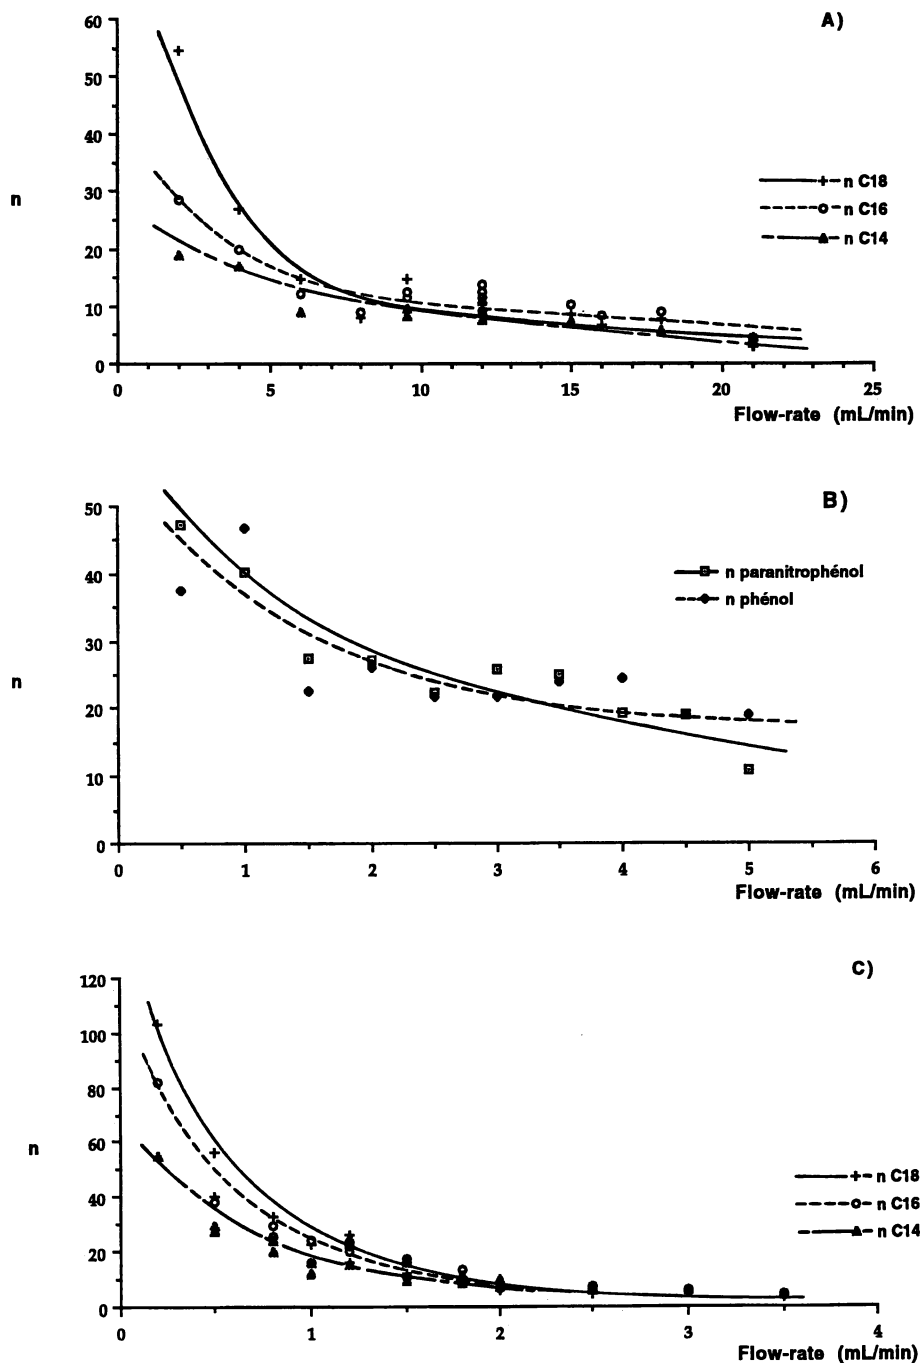 A)
60
50
40
30
20
10
0
n
n C18
n C16
n C14
0 5 10 15 20 25
Flow-rate (mL/min)
B)
50
40
30
20
10
0
n
n paranitrophénol
n phénol
0 1 2 3 4 5 6
Flow-rate (mL/min)
C)
120
100
80
60
40
20
0
n
n C18
n C16
n C14
0 1 2 3 4
Flow-rate (mL/min)